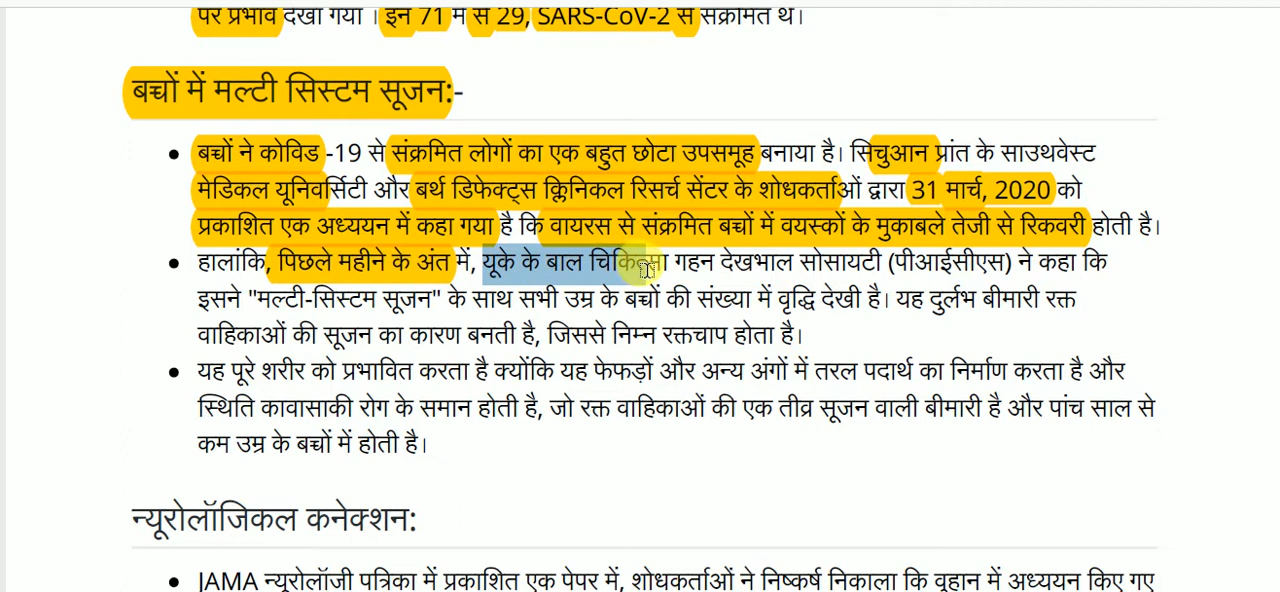 पर प्रभाव देखा गया । इन 71 में से 29, SARS-CoV-2 से संक्रमित थे।
बच्चों में मल्टी सिस्टम सूजन:-
बच्चों ने कोविड -19 से संक्रमित लोगों का एक बहुत छोटा उपसमूह बनाया है। सिचुआन प्रांत के साउथवेस्ट
मेडिकल यूनिवर्सिटी और बर्थ डिफेक्ट्स क्लिनिकल रिसर्च सेंटर के शोधकर्ताओं द्वारा 31 मार्च, 2020 को
प्रकाशित एक अध्ययन में कहा गया है कि वायरस से संक्रमित बच्चों में वयस्कों के मुकाबले तेजी से रिकवरी होती है।
हालांकि, पिछले महीने के अंत में, यूके के बाल चिकित्सा गहन देखभाल सोसायटी (पीआईसीएस) ने कहा कि
इसने "मल्टी-सिस्टम सूजन" के साथ सभी उम्र के बच्चों की संख्या में वृद्धि देखी है। यह दुर्लभ बीमारी रक्त
वाहिकाओं की सूजन का कारण बनती है, जिससे निम्न रक्तचाप होता है।
यह पूरे शरीर को प्रभावित करता है क्योंकि यह फेफड़ों और अन्य अंगों में तरल पदार्थ का निर्माण करता है और
स्थिति कावासाकी रोग के समान होती है, जो रक्त वाहिकाओं की एक तीव्र सूजन वाली बीमारी है और पांच साल से
कम उम्र के बच्चों में होती है।
न्यूरोलॉजिकल कनेक्शन:
JAMA न्यूरोलॉजी पत्रिका में प्रकाशित एक पेपर में, शोधकर्ताओं ने निष्कर्ष निकाला कि वुहान में अध्ययन किए गए